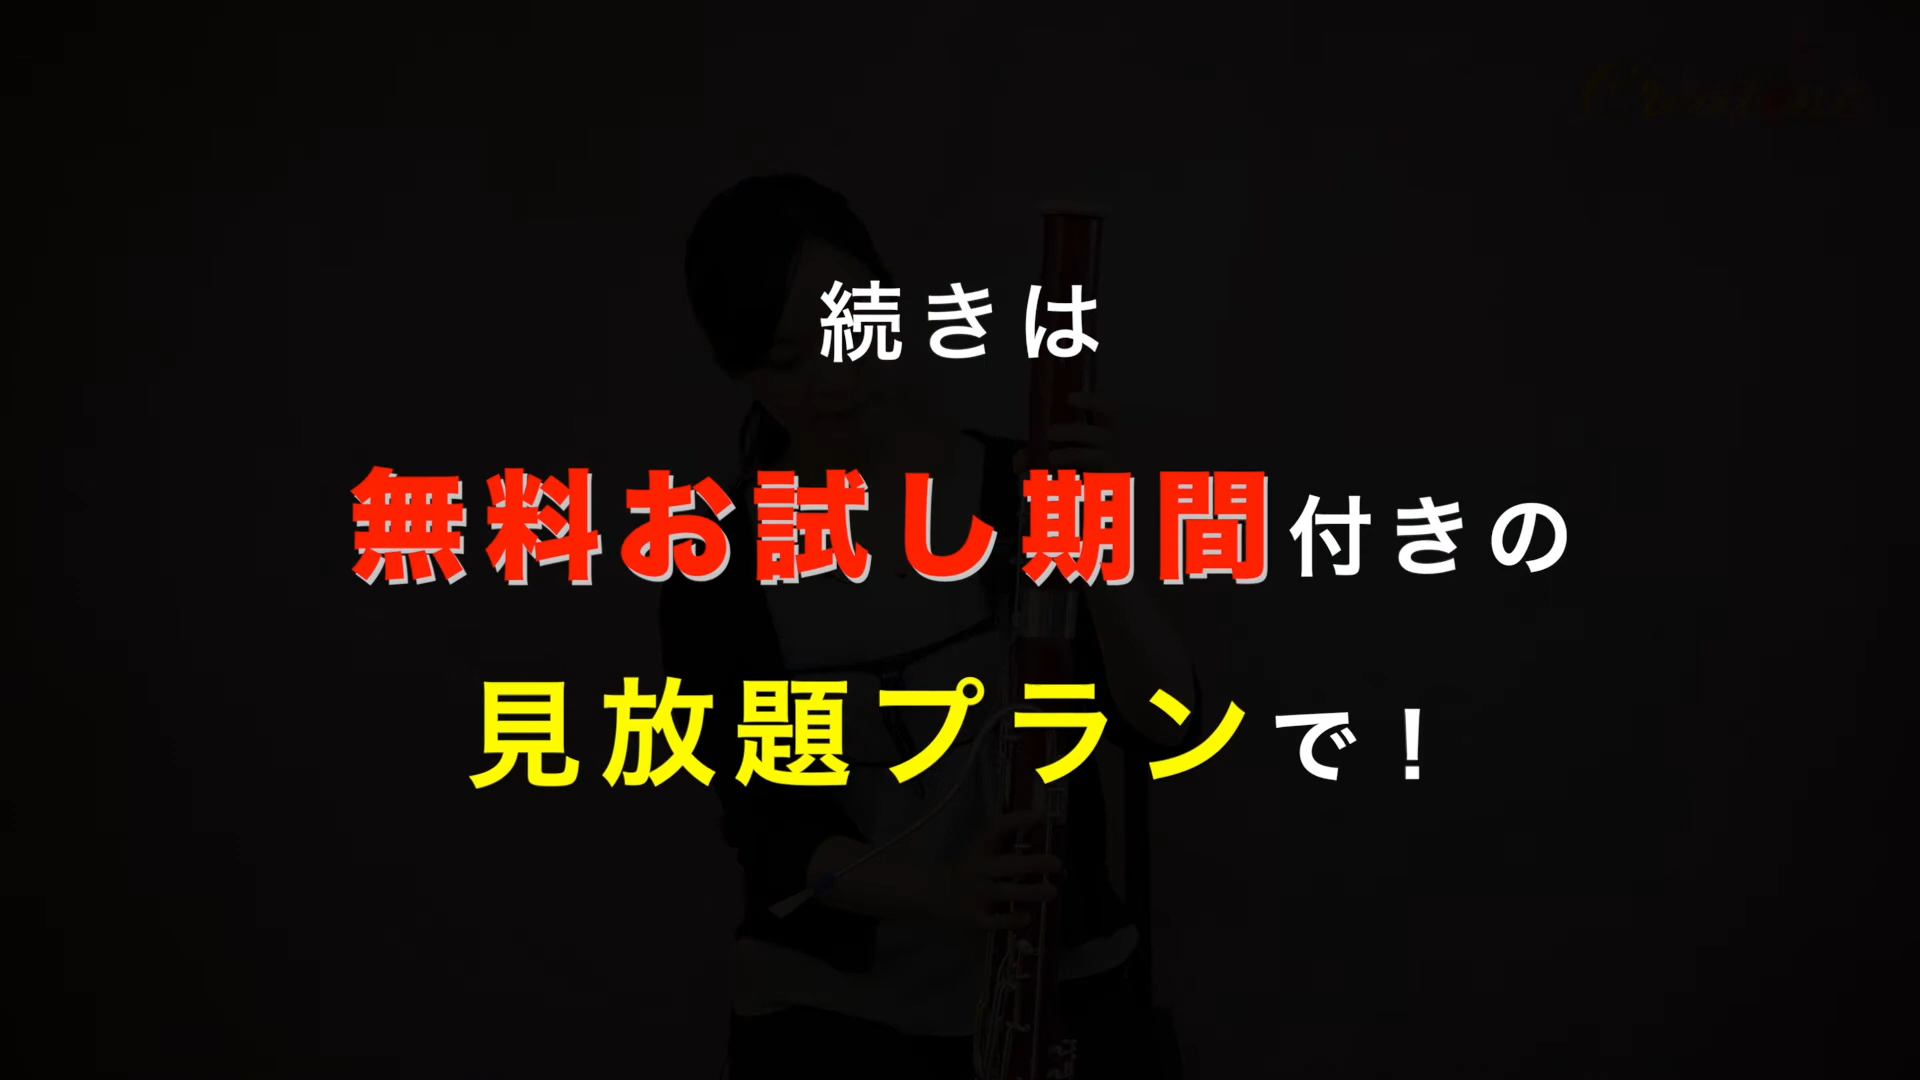 続きは
無料お試し期間付きの
見放題プランで！